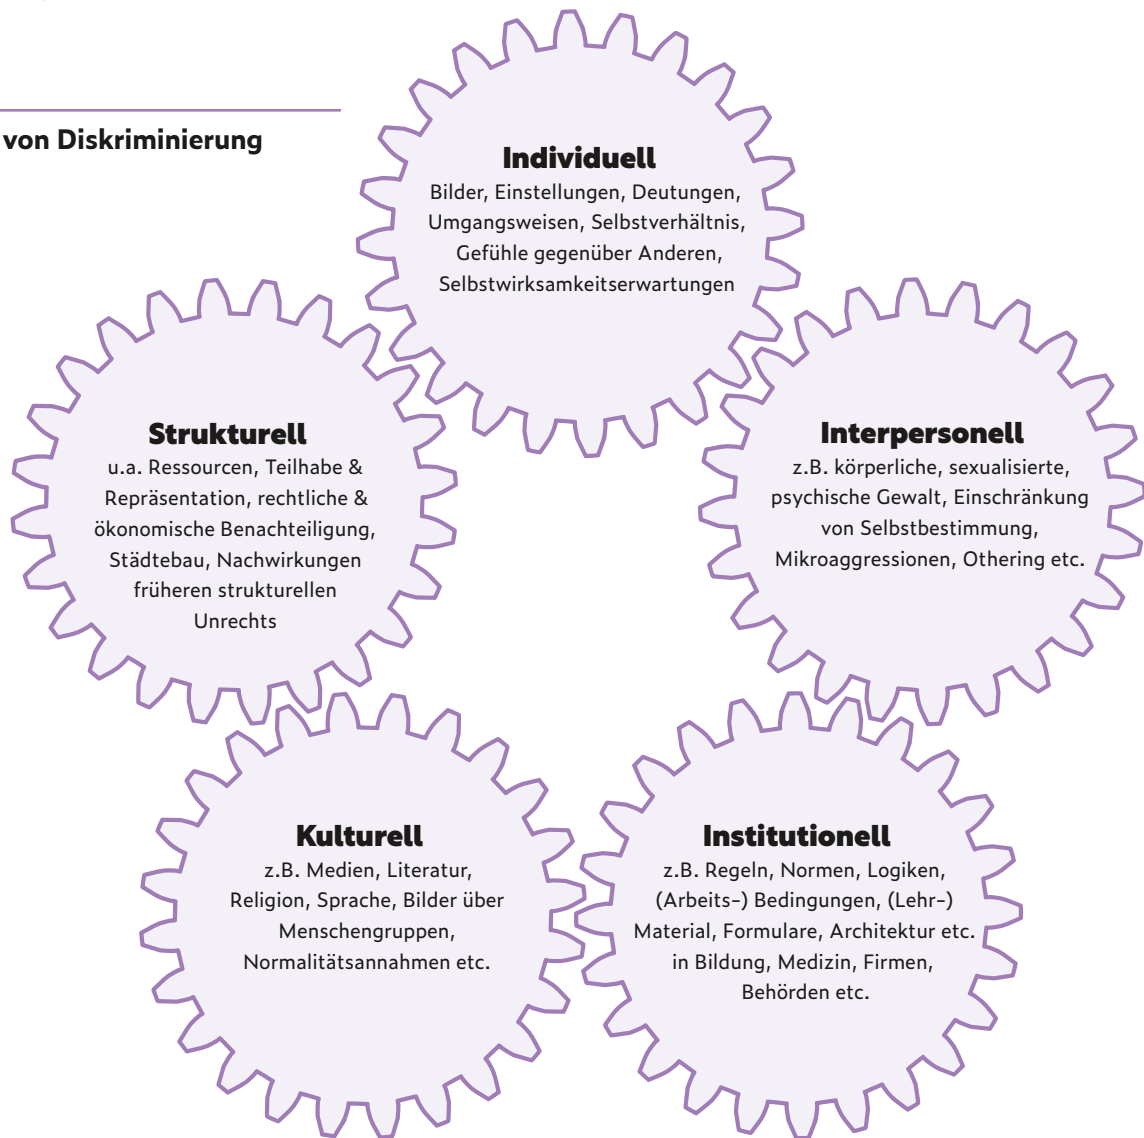 von Diskriminierung
Individuell
Bilder, Einstellungen, Deutungen,
Umgangsweisen, Selbstverhältnis,
Gefühle gegenüber Anderen,
Selbstwirksamkeitserwartungen
Strukturell
u.a. Ressourcen, Teilhabe &
Repräsentation, rechtliche &
ökonomische Benachteiligung,
Städtebau, Nachwirkungen
früheren strukturellen
Unrechts
Interpersonell
z.B. körperliche, sexualisierte,
psychische Gewalt, Einschränkung
von Selbstbestimmung,
Mikroaggressionen, Othering etc.
Kulturell
z.B. Medien, Literatur,
Religion, Sprache, Bilder über
Menschengruppen,
Normalitätsannahmen etc.
Institutionell
z.B. Regeln, Normen, Logiken,
(Arbeits-) Bedingungen, (Lehr-)
Material, Formulare, Architektur etc.
in Bildung, Medizin, Firmen,
Behörden etc.